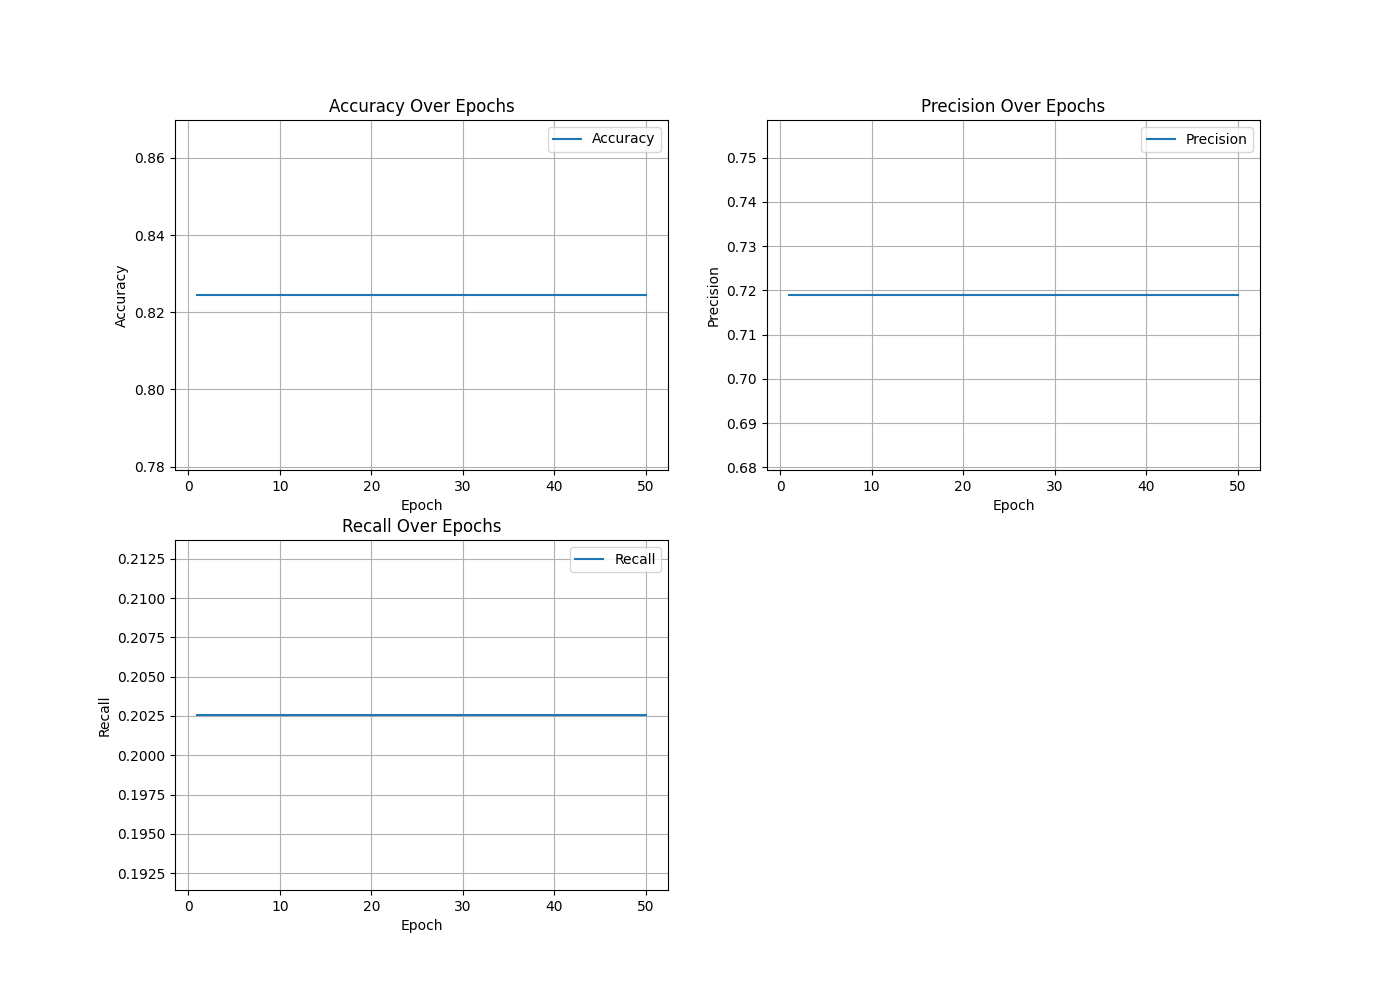 Accuracy Over Epochs
Accuracy
0.86
0.84
0.82
0.80
0.78
Accuracy
0 10 20 30 40 50
Epoch
Precision Over Epochs
Precision
0.75
0.74
0.73
0.72
0.71
0.70
0.69
0.68
Precision
0 10 20 30 40 50
Epoch
Recall Over Epochs
Recall
0.2125
0.2100
0.2075
0.2050
0.2025
0.2000
0.1975
0.1950
0.1925
Recall
0 10 20 30 40 50
Epoch